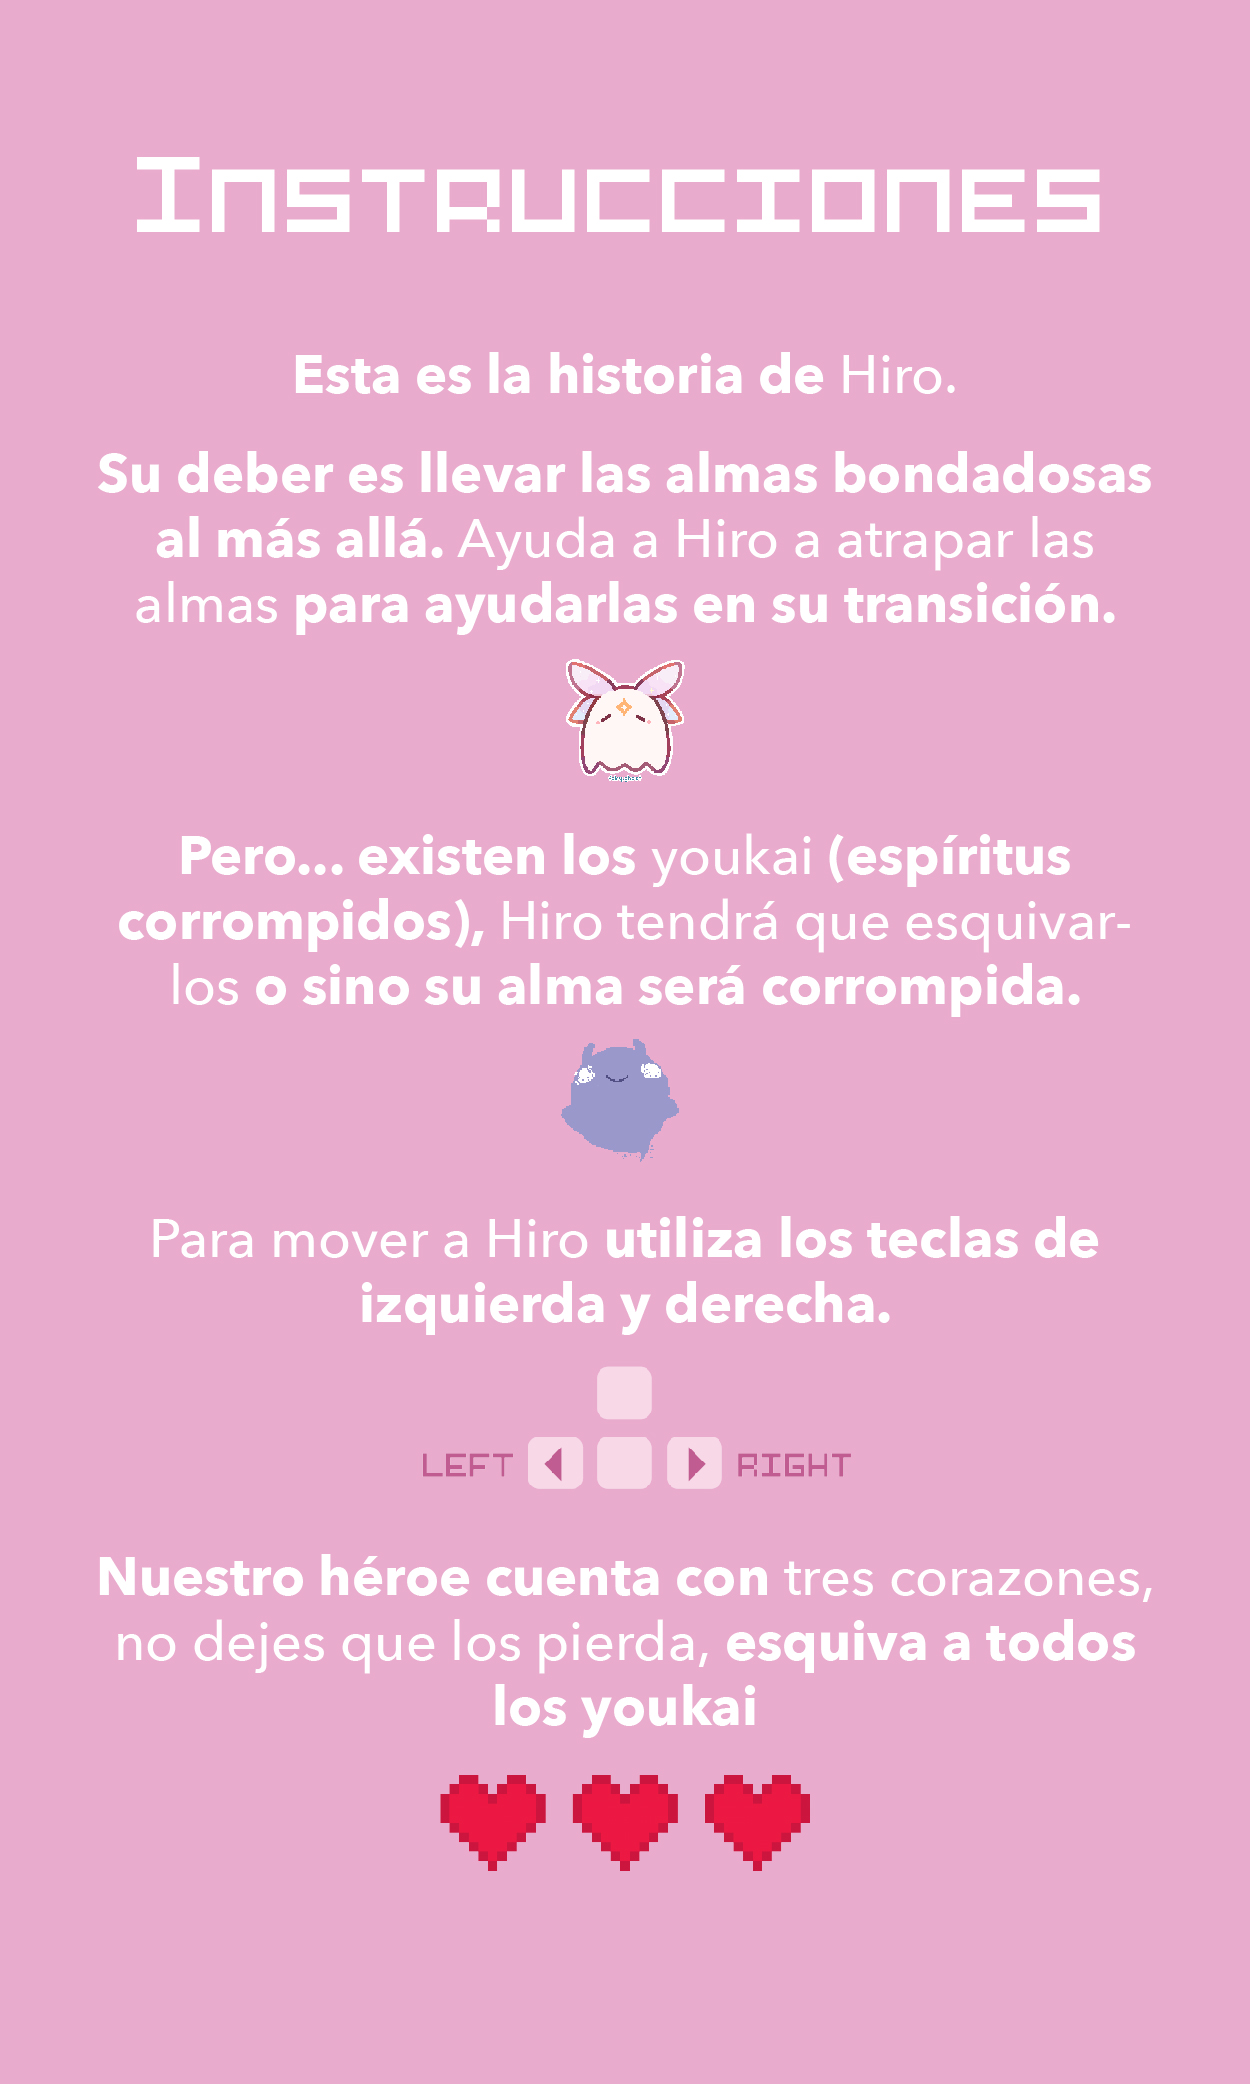 Instrucciones
Esta es la historia de Hiro.
Su deber es llevar las almas bondadosas
al más allá. Ayuda a Hiro a atrapar las
almas para ayudarlas en su transición.
Pero... existen los youkai (espíritus
corrompidos), Hiro tendrá que esquivar-
los o sino su alma será corrompida.
Para mover a Hiro utiliza los teclas de
izquierda y derecha.
LEFT RIGHT
Nuestro héroe cuenta con tres corazones,
no dejes que los pierda, esquiva a todos
los youkai